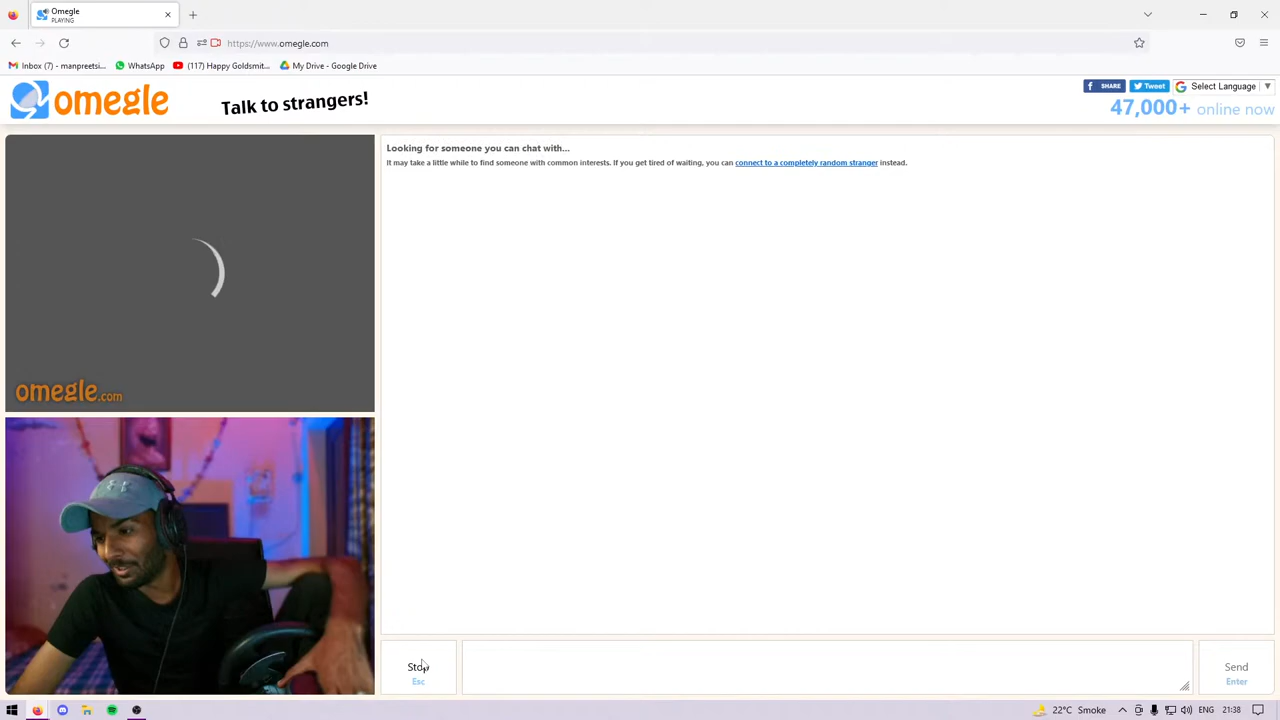 Omegle
PLAYING
https://www.omegle.com
Inbox (7) - manpreetsi...
WhatsApp
(117) Happy Goldsmit...
My Drive - Google Drive
omegle
Talk to strangers!
f SHARE
Tweet
G Select Language ▼
47,000+ online now
Looking for someone you can chat with...
It may take a little while to find someone with common interests. If you get tired of waiting, you can connect to a completely random stranger instead.
omegle.com
Stop
Esc
Send
Enter
22°C Smoke
ENG
21:38